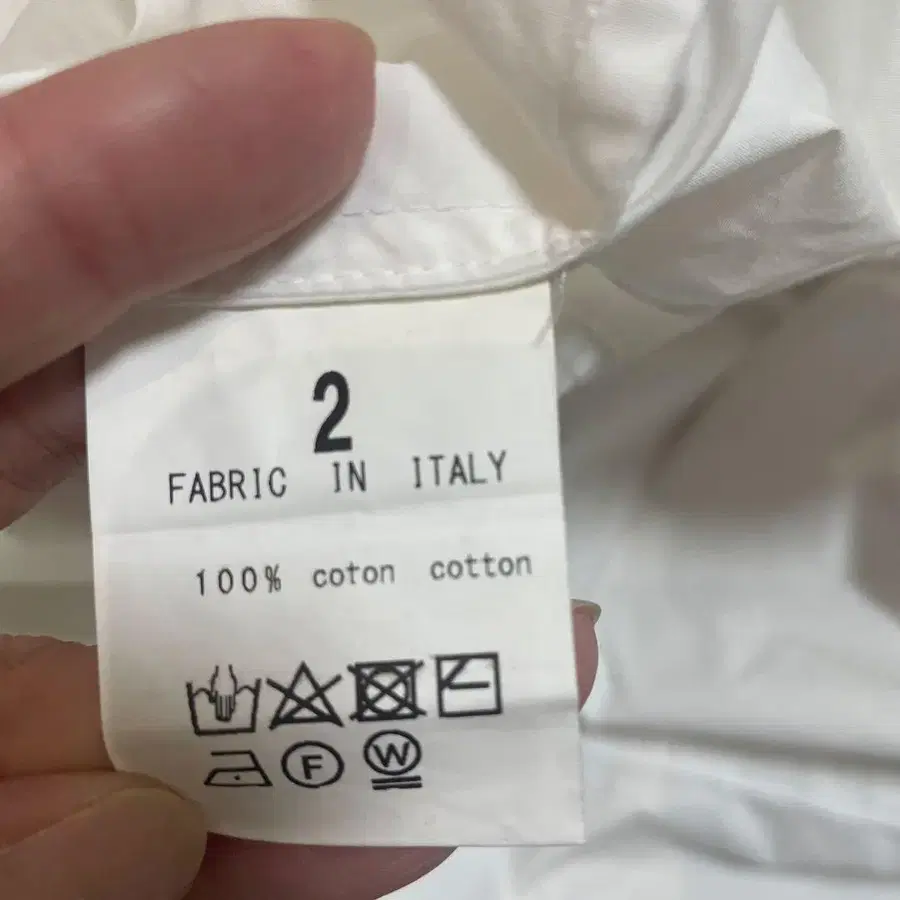 2
FABRIC IN ITALY
100% coton cotton
F W